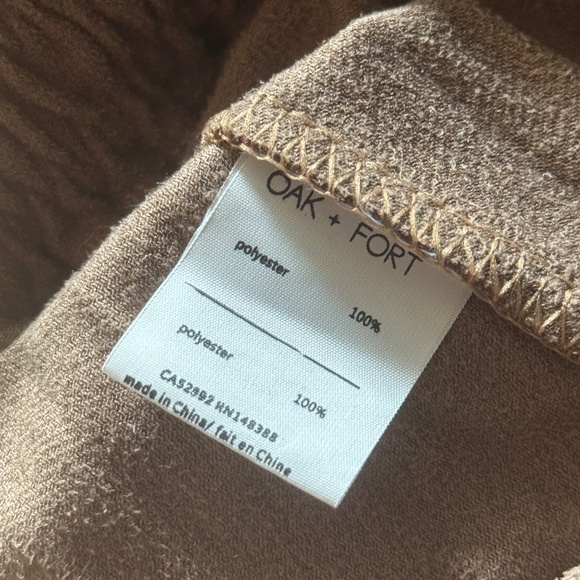 OAK + FORT
polyester 100%
polyester 100%
CA52892 RN148388
made in China/ fait en Chine